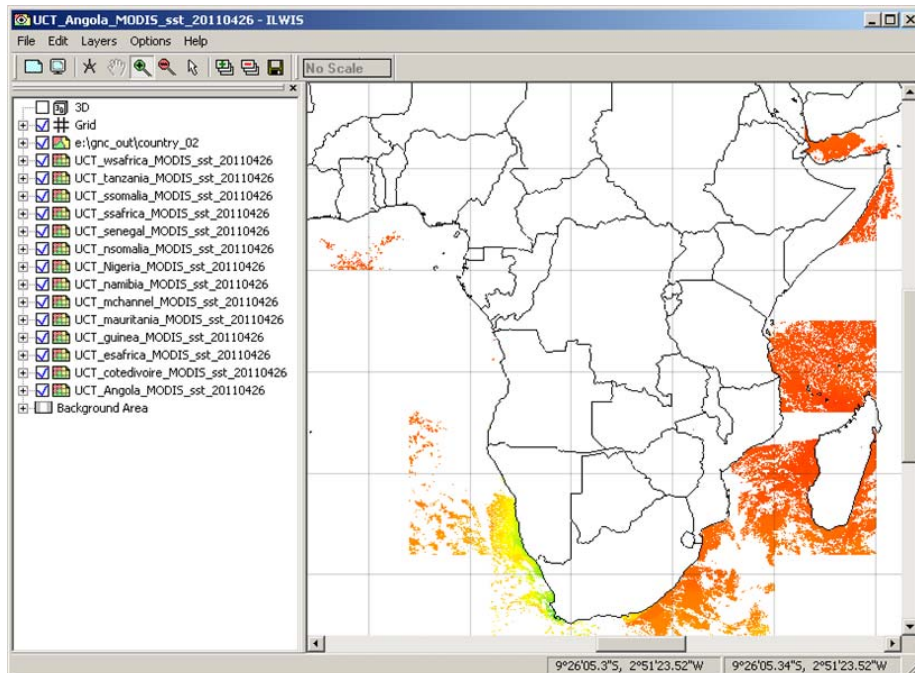 UCT_Angola_MODIS_sst_20110426 - ILWIS
File Edit Layers Options Help
No Scale
3D
Grid
e:\gnc_out\country_02
UCT_wsafrica_MODIS_sst_20110426
UCT_tanzania_MODIS_sst_20110426
UCT_ssomalia_MODIS_sst_20110426
UCT_ssafrica_MODIS_sst_20110426
UCT_senegal_MODIS_sst_20110426
UCT_nsomalia_MODIS_sst_20110426
UCT_Nigeria_MODIS_sst_20110426
UCT_namibia_MODIS_sst_20110426
UCT_mchannel_MODIS_sst_20110426
UCT_mauritania_MODIS_sst_20110426
UCT_guinea_MODIS_sst_20110426
UCT_esafrica_MODIS_sst_20110426
UCT_cotedivoire_MODIS_sst_20110426
UCT_Angola_MODIS_sst_20110426
Background Area
9°26'05.3"S, 2°51'23.52"W 9°26'05.34"S, 2°51'23.52"W